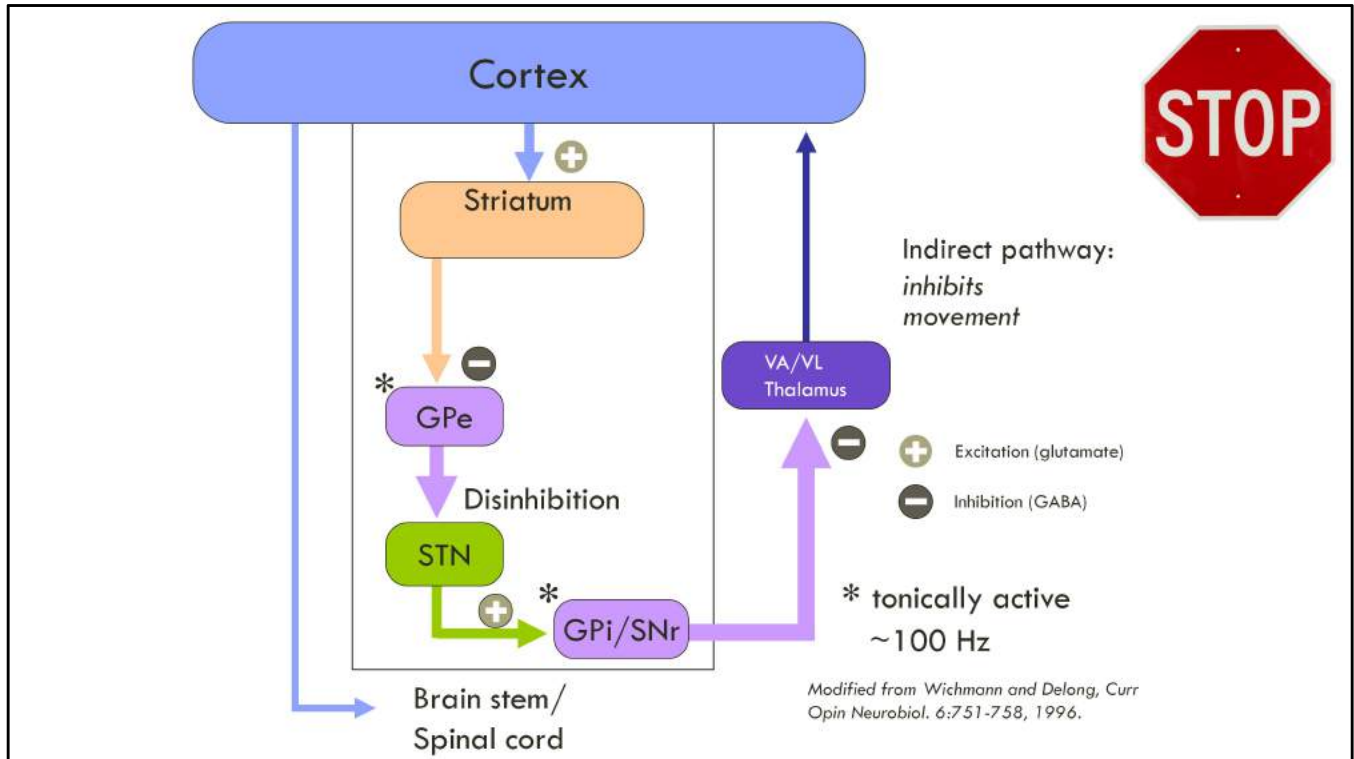 Cortex
STOP
+
Striatum
Indirect pathway:
inhibits
movement
−
VA/VL
Thalamus
*
GPe
−
+ Excitation (glutamate)
− Inhibition (GABA)
Disinhibition
STN
+
*
GPi/SNr
* tonically active
~100 Hz
Modified from Wichmann and Delong, Curr
Opin Neurobiol. 6:751-758, 1996.
Brain stem/
Spinal cord